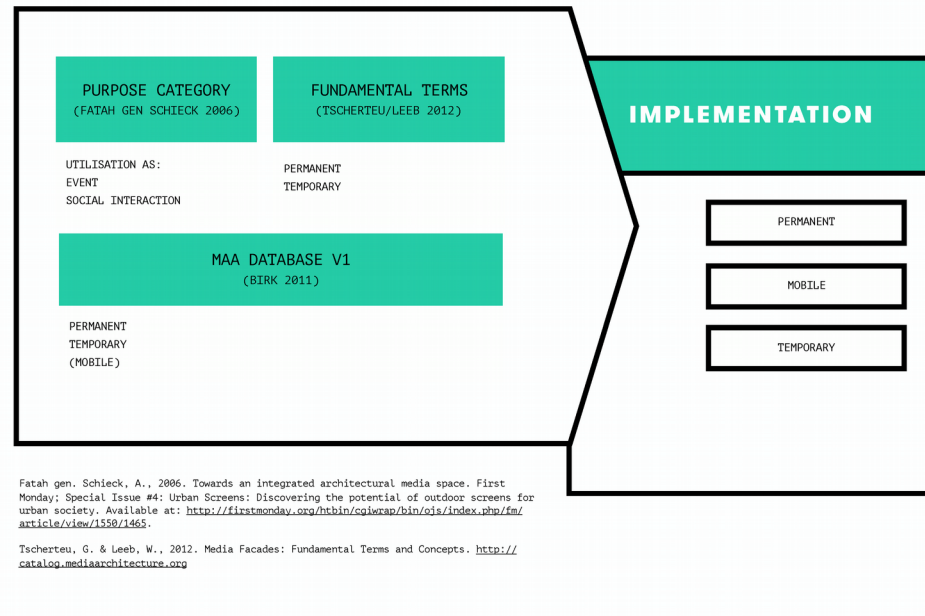 PURPOSE CATEGORY
(FATAH GEN SCHIECK 2006)
UTILISATION AS:
EVENT
SOCIAL INTERACTION
FUNDAMENTAL TERMS
(TSCHERTEU/LEEB 2012)
PERMANENT
TEMPORARY
MAA DATABASE V1
(BIRK 2011)
PERMANENT
TEMPORARY
(MOBILE)
IMPLEMENTATION
PERMANENT
MOBILE
TEMPORARY
Fatah gen. Schieck, A., 2006. Towards an integrated architectural media space. First
Monday; Special Issue #4: Urban Screens: Discovering the potential of outdoor screens for
urban society. Available at: http://firstmonday.org/htbin/cgiwrap/bin/ojs/index.php/fm/
article/view/1550/1465.
Tscherteu, G. & Leeb, W., 2012. Media Facades: Fundamental Terms and Concepts. http://
catalog.mediaarchitecture.org